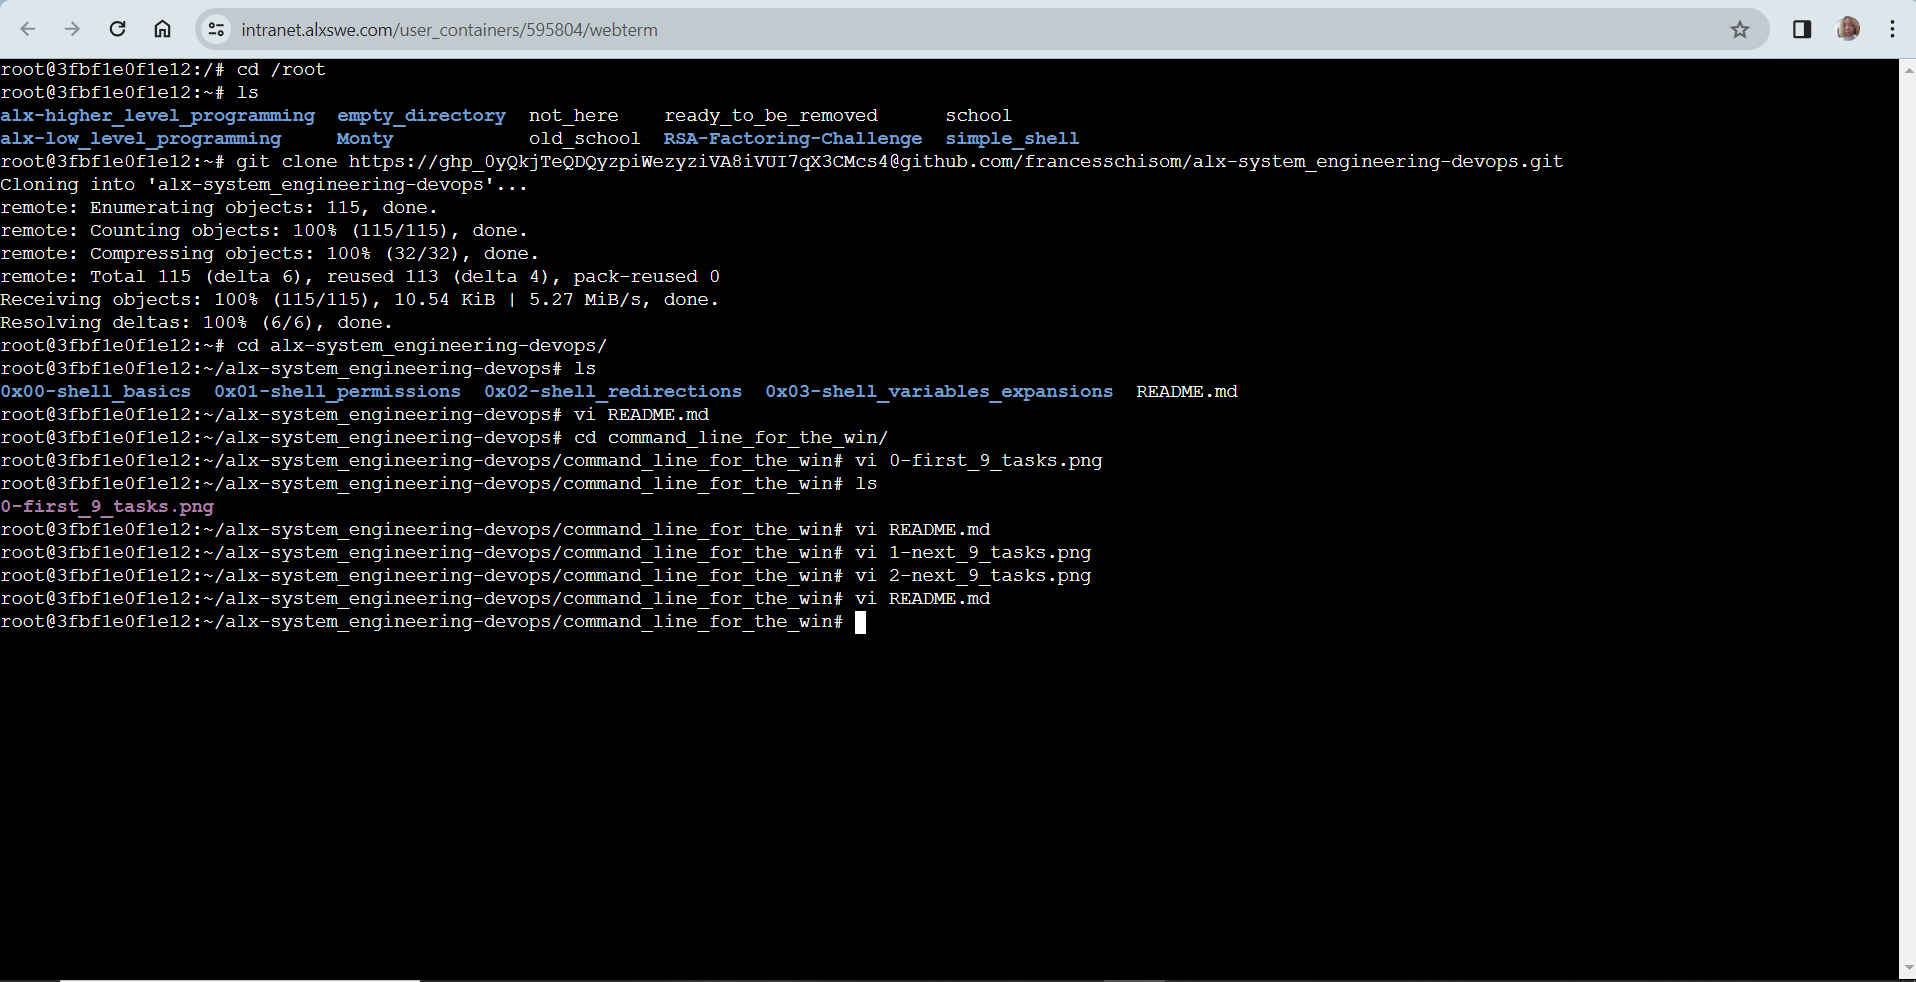 intranet.alxswe.com/user_containers/595804/webterm
root@3fbf1e0f1e12:/# cd /root
root@3fbf1e0f1e12:~# ls
alx-higher_level_programming empty_directory not_here ready_to_be_removed school
alx-low_level_programming Monty old_school RSA-Factoring-Challenge simple_shell
root@3fbf1e0f1e12:~# git clone https://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@github.com/francesschisom/alx-system_engineering-devops.git
Cloning into 'alx-system_engineering-devops'...
remote: Enumerating objects: 115, done.
remote: Counting objects: 100% (115/115), done.
remote: Compressing objects: 100% (32/32), done.
remote: Total 115 (delta 6), reused 113 (delta 4), pack-reused 0
Receiving objects: 100% (115/115), 10.54 KiB | 5.27 MiB/s, done.
Resolving deltas: 100% (6/6), done.
root@3fbf1e0f1e12:~# cd alx-system_engineering-devops/
root@3fbf1e0f1e12:~/alx-system_engineering-devops# ls
0x00-shell_basics 0x01-shell_permissions 0x02-shell_redirections 0x03-shell_variables_expansions README.md
root@3fbf1e0f1e12:~/alx-system_engineering-devops# vi README.md
root@3fbf1e0f1e12:~/alx-system_engineering-devops# cd command_line_for_the_win/
root@3fbf1e0f1e12:~/alx-system_engineering-devops/command_line_for_the_win# vi 0-first_9_tasks.png
root@3fbf1e0f1e12:~/alx-system_engineering-devops/command_line_for_the_win# ls
0-first_9_tasks.png
root@3fbf1e0f1e12:~/alx-system_engineering-devops/command_line_for_the_win# vi README.md
root@3fbf1e0f1e12:~/alx-system_engineering-devops/command_line_for_the_win# vi 1-next_9_tasks.png
root@3fbf1e0f1e12:~/alx-system_engineering-devops/command_line_for_the_win# vi 2-next_9_tasks.png
root@3fbf1e0f1e12:~/alx-system_engineering-devops/command_line_for_the_win# vi README.md
root@3fbf1e0f1e12:~/alx-system_engineering-devops/command_line_for_the_win#